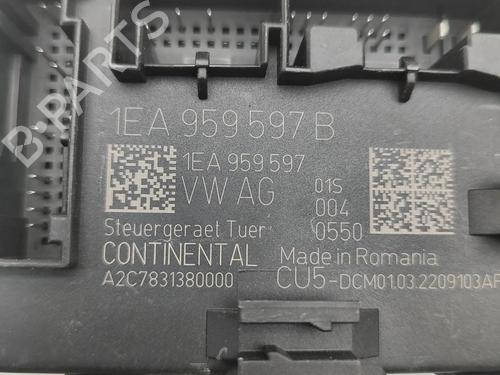 B-PARTS
1EA 959 597 B
1EA 959 597
VW AG 01S
004
Steuergeraet Tuer 0550
CONTINENTAL Made in Romania
A2C7831380000 CU5-DCM01.03.2209103AF